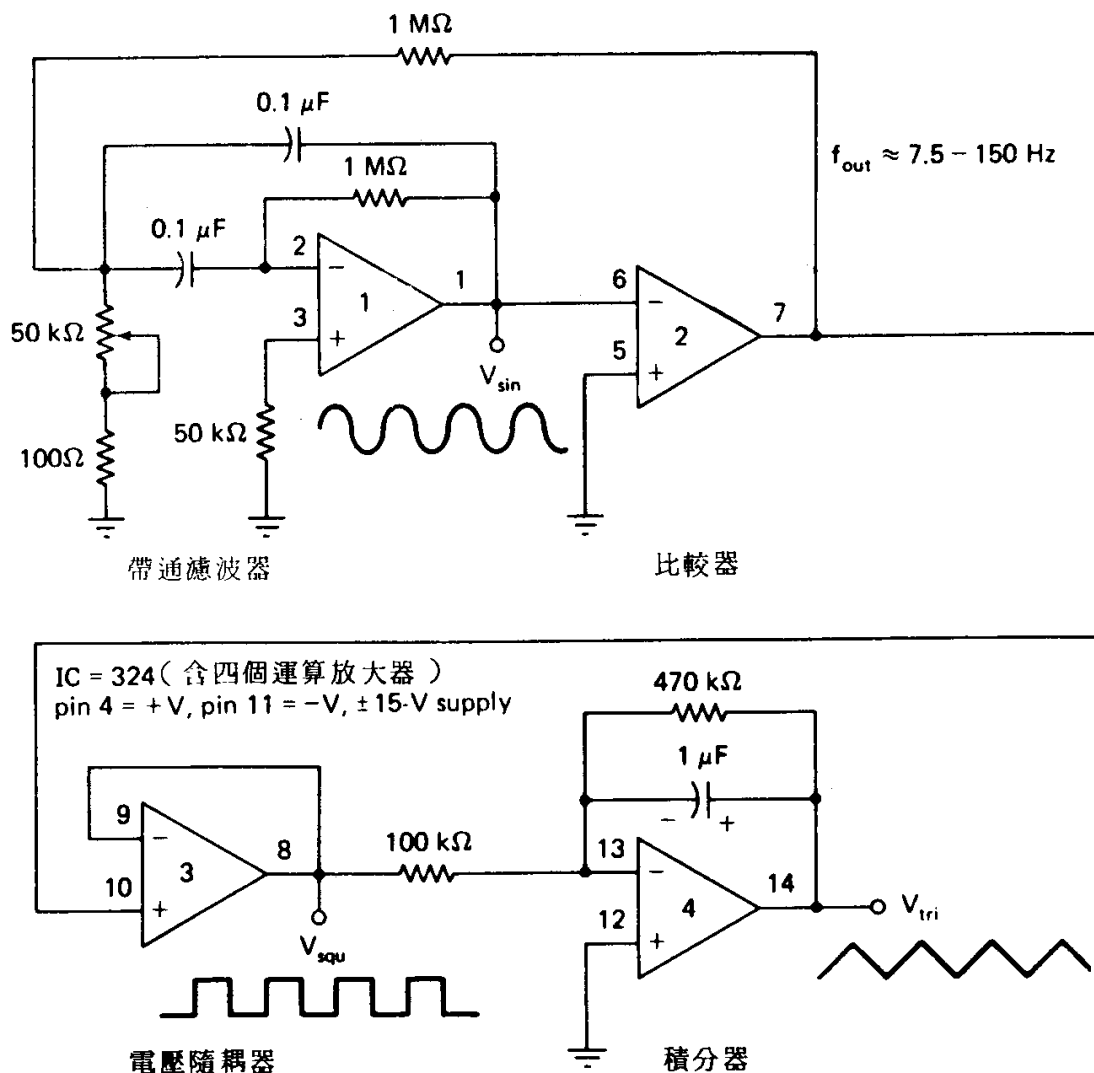 1 MΩ
0.1 μF
f_out ≈ 7.5 – 150 Hz
1 MΩ
0.1 μF
2
−
1
6
−
7
50 kΩ
3
1
+
5
2
+
V_sin
50 kΩ
100Ω
帶通濾波器
比較器
IC = 324（含四個運算放大器）
pin 4 = +V, pin 11 = −V, ±15-V supply
470 kΩ
1 μF
− +
9
−
8
100 kΩ
13
−
10
3
+
14
12
4
+
V_tri
V_squ
電壓隨耦器
積分器